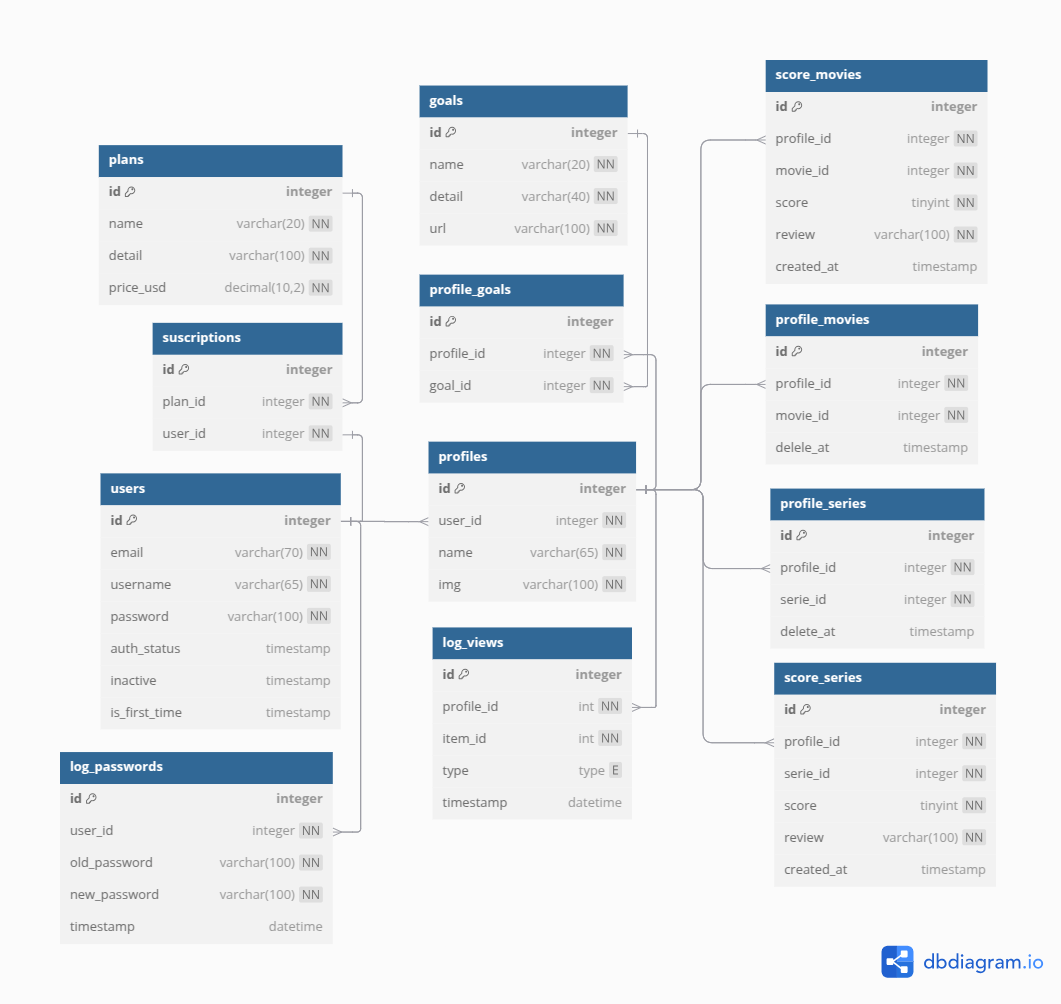 plans
id integer
name varchar(20) NN
detail varchar(100) NN
price_usd decimal(10,2) NN
suscriptions
id integer
plan_id integer NN
user_id integer NN
users
id integer
email varchar(70) NN
username varchar(65) NN
password varchar(100) NN
auth_status timestamp
inactive timestamp
is_first_time timestamp
log_passwords
id integer
user_id integer NN
old_password varchar(100) NN
new_password varchar(100) NN
timestamp datetime
goals
id integer
name varchar(20) NN
detail varchar(40) NN
url varchar(100) NN
profile_goals
id integer
profile_id integer NN
goal_id integer NN
profiles
id integer
user_id integer NN
name varchar(65) NN
img varchar(100) NN
log_views
id integer
profile_id int NN
item_id int NN
type type E
timestamp datetime
score_movies
id integer
profile_id integer NN
movie_id integer NN
score tinyint NN
review varchar(100) NN
created_at timestamp
profile_movies
id integer
profile_id integer NN
movie_id integer NN
delele_at timestamp
profile_series
id integer
profile_id integer NN
serie_id integer NN
delete_at timestamp
score_series
id integer
profile_id integer NN
serie_id integer NN
score tinyint NN
review varchar(100) NN
created_at timestamp
dbdiagram.io